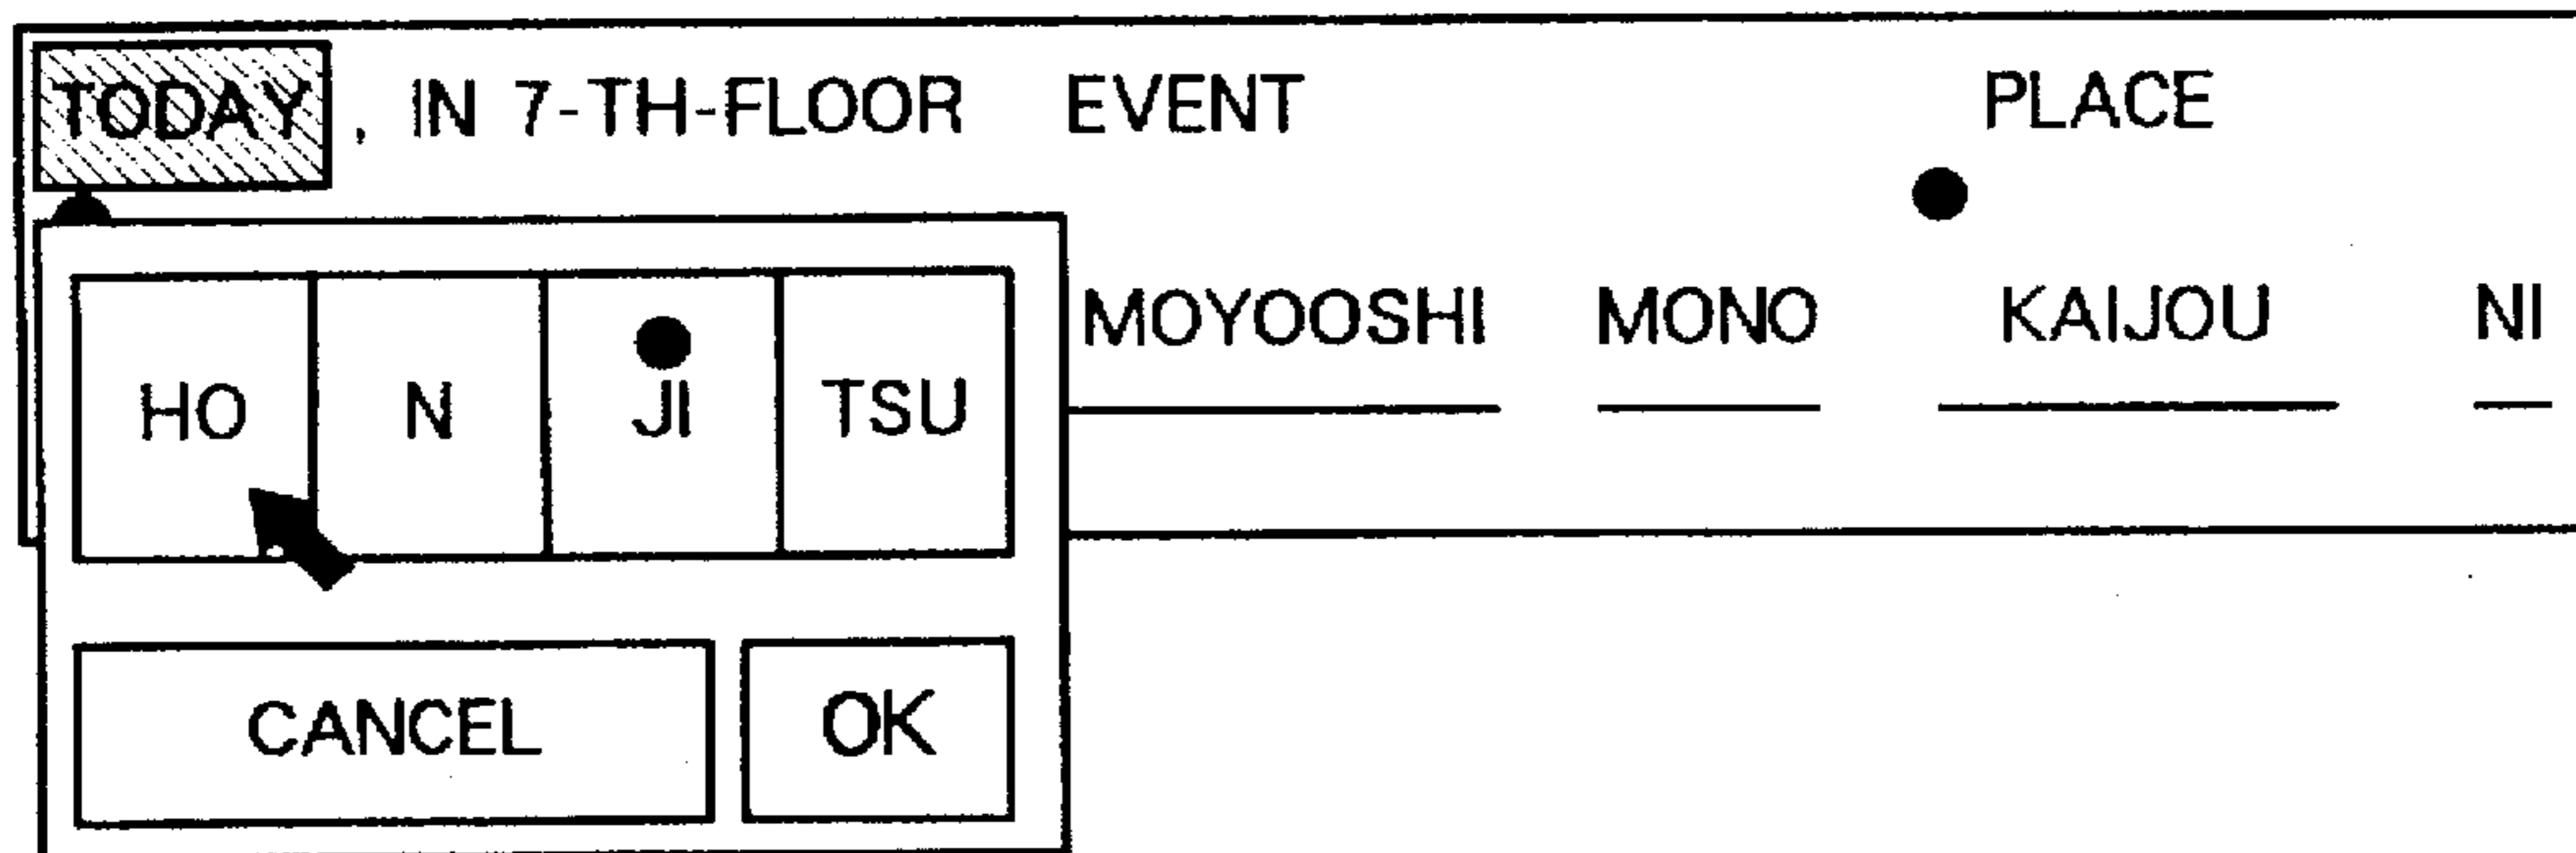 TODAY, IN 7-TH-FLOOR EVENT PLACE
MOYOOSHI MONO KAIJOU NI
HO N JI TSU
CANCEL OK